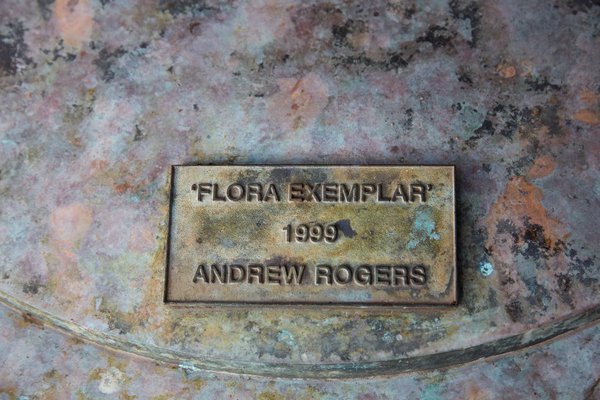 ‘FLORA EXEMPLAR’
1999
ANDREW ROGERS